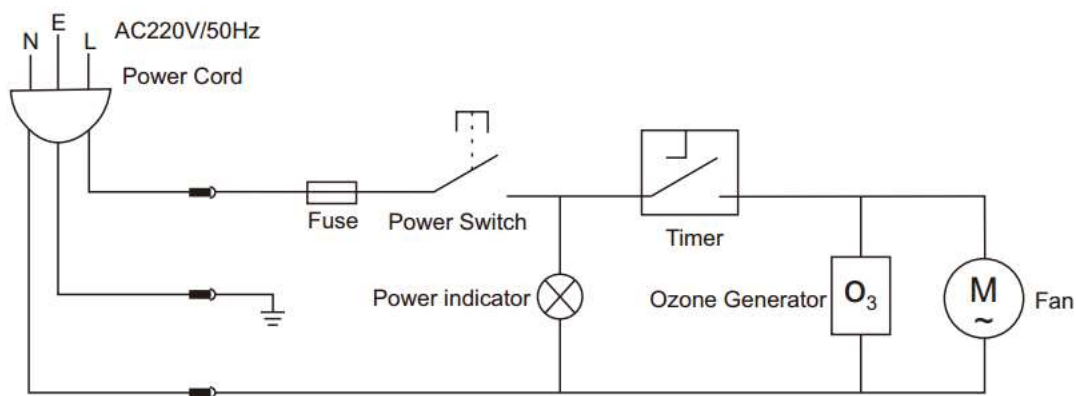 N E L AC220V/50Hz
Power Cord
Fuse
Power Switch
Timer
Power indicator
Ozone Generator
O₃
M
~
Fan